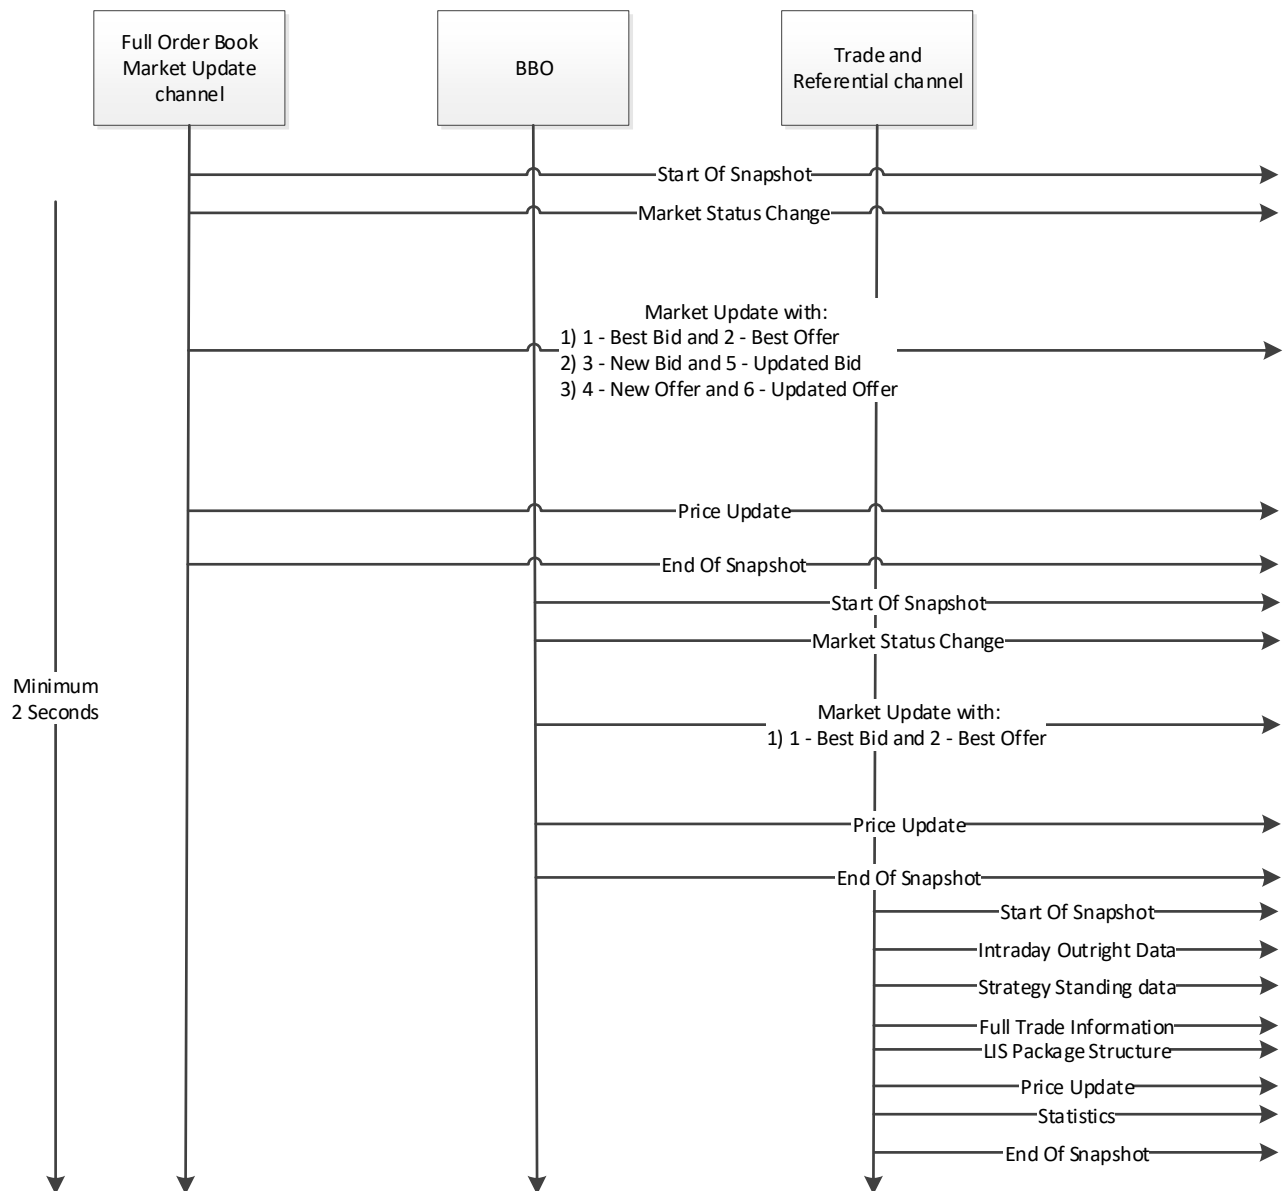 Full Order Book
Market Update
channel
BBO
Trade and
Referential channel
Start Of Snapshot
Market Status Change
Market Update with:
1) 1 - Best Bid and 2 - Best Offer
2) 3 - New Bid and 5 - Updated Bid
3) 4 - New Offer and 6 - Updated Offer
Price Update
End Of Snapshot
Start Of Snapshot
Market Status Change
Minimum
2 Seconds
Market Update with:
1) 1 - Best Bid and 2 - Best Offer
Price Update
End Of Snapshot
Start Of Snapshot
Intraday Outright Data
Strategy Standing data
Full Trade Information
LIS Package Structure
Price Update
Statistics
End Of Snapshot